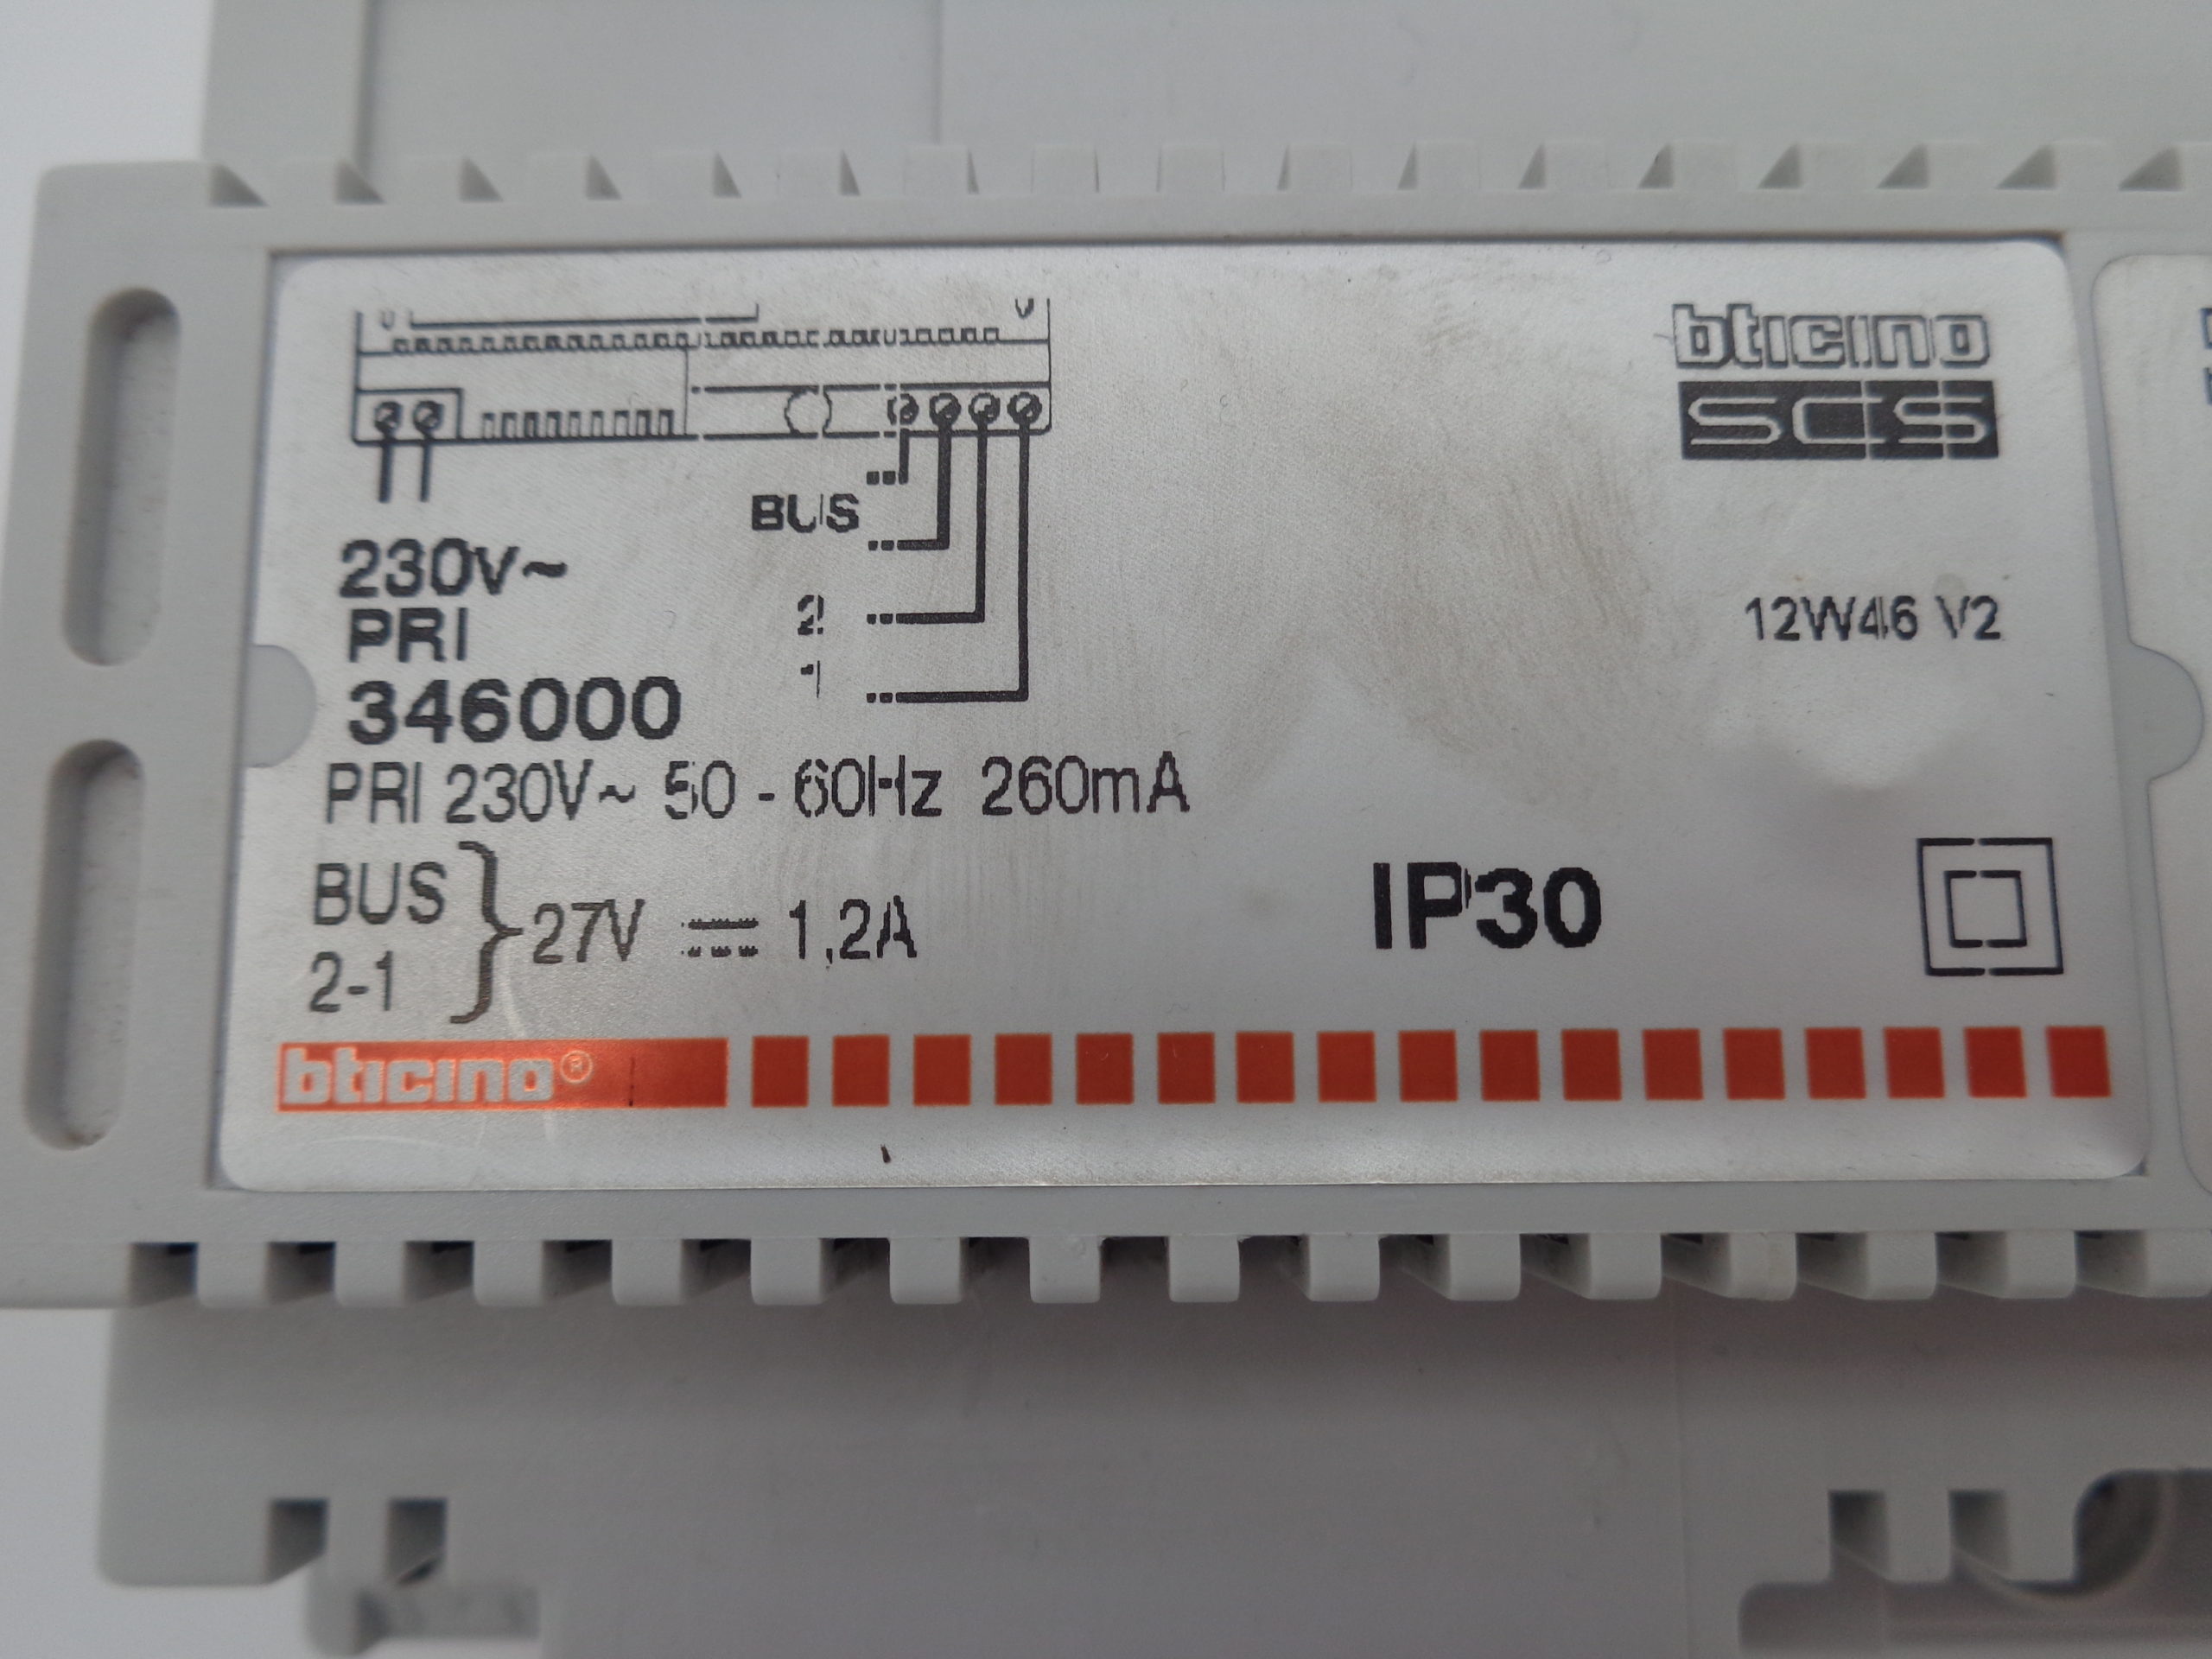 bticino
SCS
BUS
230V~
PRI
2
1
12W46 V2
346000
PRI 230V~ 50 - 60Hz 260mA
BUS
2-1
27V ⎓ 1,2A
IP30
bticino®